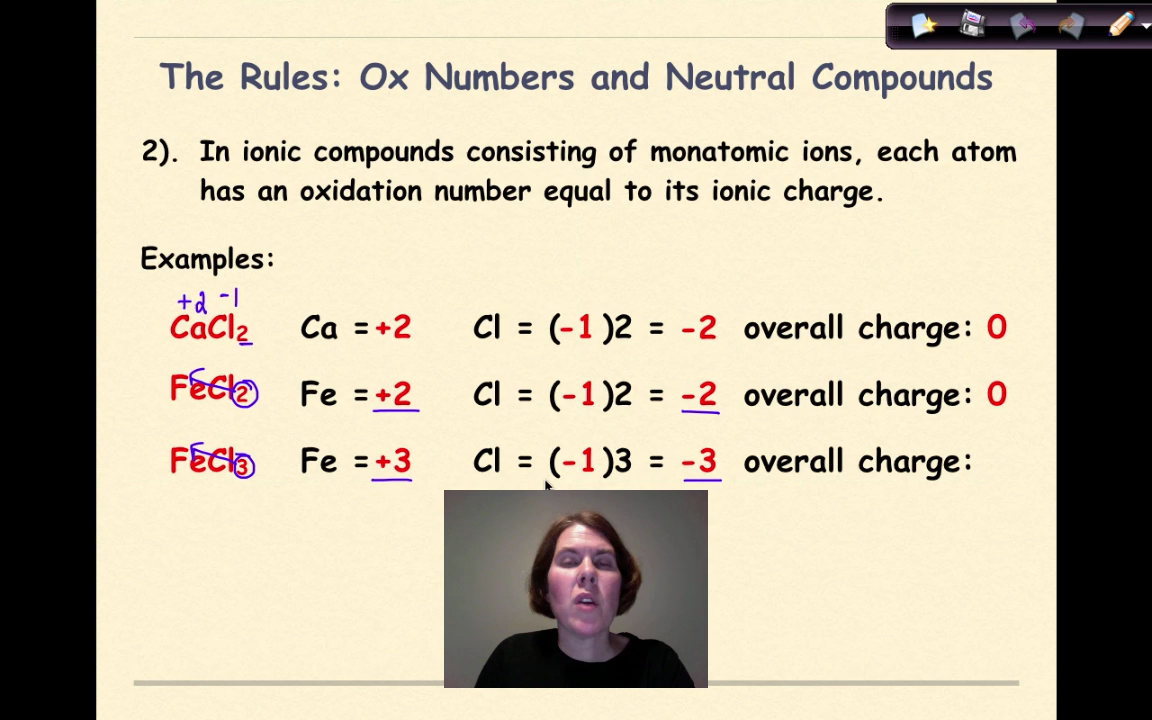 The Rules: Ox Numbers and Neutral Compounds
2). In ionic compounds consisting of monatomic ions, each atom
has an oxidation number equal to its ionic charge.
Examples:
+2 -1
CaCl2 Ca = +2 Cl = (-1)2 = -2 overall charge: 0
FeCl2 Fe = +2 Cl = (-1)2 = -2 overall charge: 0
FeCl3 Fe = +3 Cl = (-1)3 = -3 overall charge: